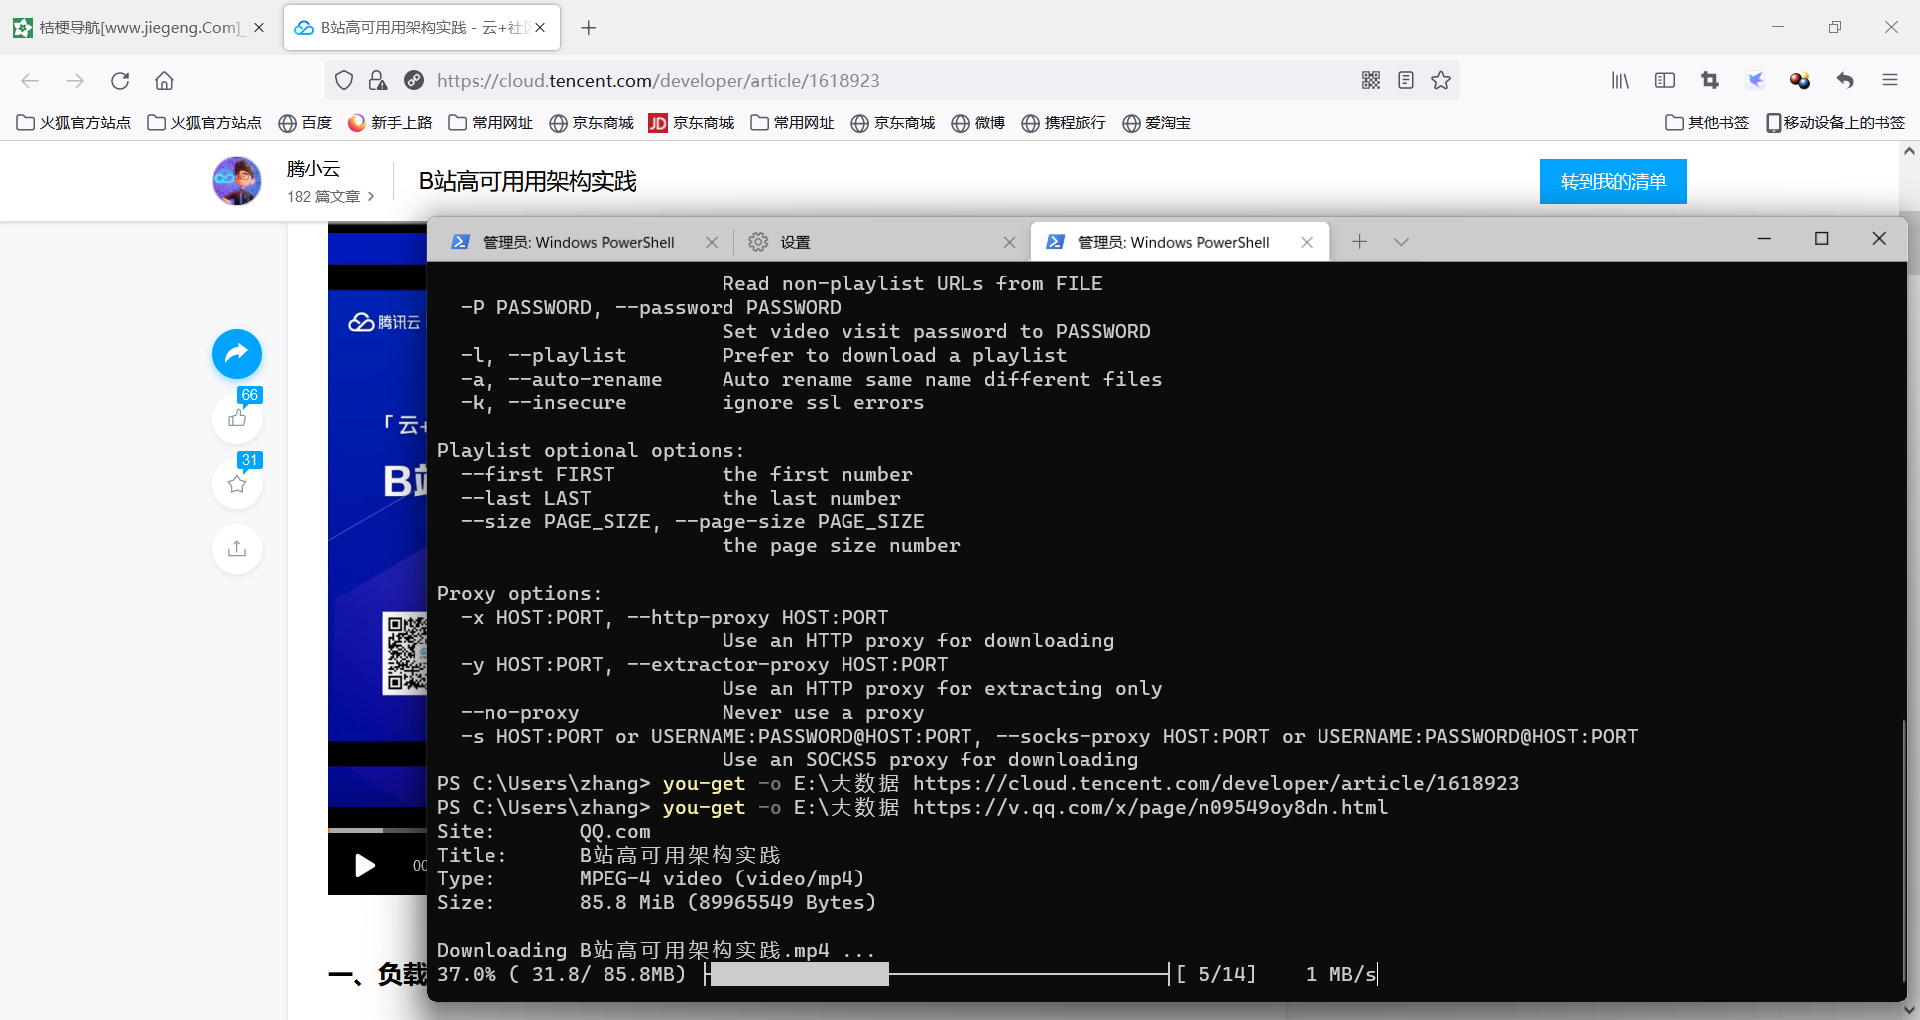 桔梗导航[www.jiegeng.Com]_
B站高可用用架构实践 - 云+社区
https://cloud.tencent.com/developer/article/1618923
火狐官方站点
火狐官方站点
百度
新手上路
常用网址
京东商城
JD 京东商城
常用网址
京东商城
微博
携程旅行
爱淘宝
其他书签
移动设备上的书签
腾小云
182 篇文章
B站高可用用架构实践
转到我的清单
腾讯云
「云+
B站
66
31
00
一、负载
管理员: Windows PowerShell
设置
管理员: Windows PowerShell
Read non-playlist URLs from FILE
-P PASSWORD, --password PASSWORD
Set video visit password to PASSWORD
-l, --playlist Prefer to download a playlist
-a, --auto-rename Auto rename same name different files
-k, --insecure ignore ssl errors
Playlist optional options:
--first FIRST the first number
--last LAST the last number
--size PAGE_SIZE, --page-size PAGE_SIZE
the page size number
Proxy options:
-x HOST:PORT, --http-proxy HOST:PORT
Use an HTTP proxy for downloading
-y HOST:PORT, --extractor-proxy HOST:PORT
Use an HTTP proxy for extracting only
--no-proxy Never use a proxy
-s HOST:PORT or USERNAME:PASSWORD@HOST:PORT, --socks-proxy HOST:PORT or USERNAME:PASSWORD@HOST:PORT
Use an SOCKS5 proxy for downloading
PS C:\Users\zhang> you-get -o E:\大数据 https://cloud.tencent.com/developer/article/1618923
PS C:\Users\zhang> you-get -o E:\大数据 https://v.qq.com/x/page/n09549oy8dn.html
Site: QQ.com
Title: B站高可用架构实践
Type: MPEG-4 video (video/mp4)
Size: 85.8 MiB (89965549 Bytes)
Downloading B站高可用架构实践.mp4 ...
37.0% ( 31.8/ 85.8MB) [ 5/14] 1 MB/s